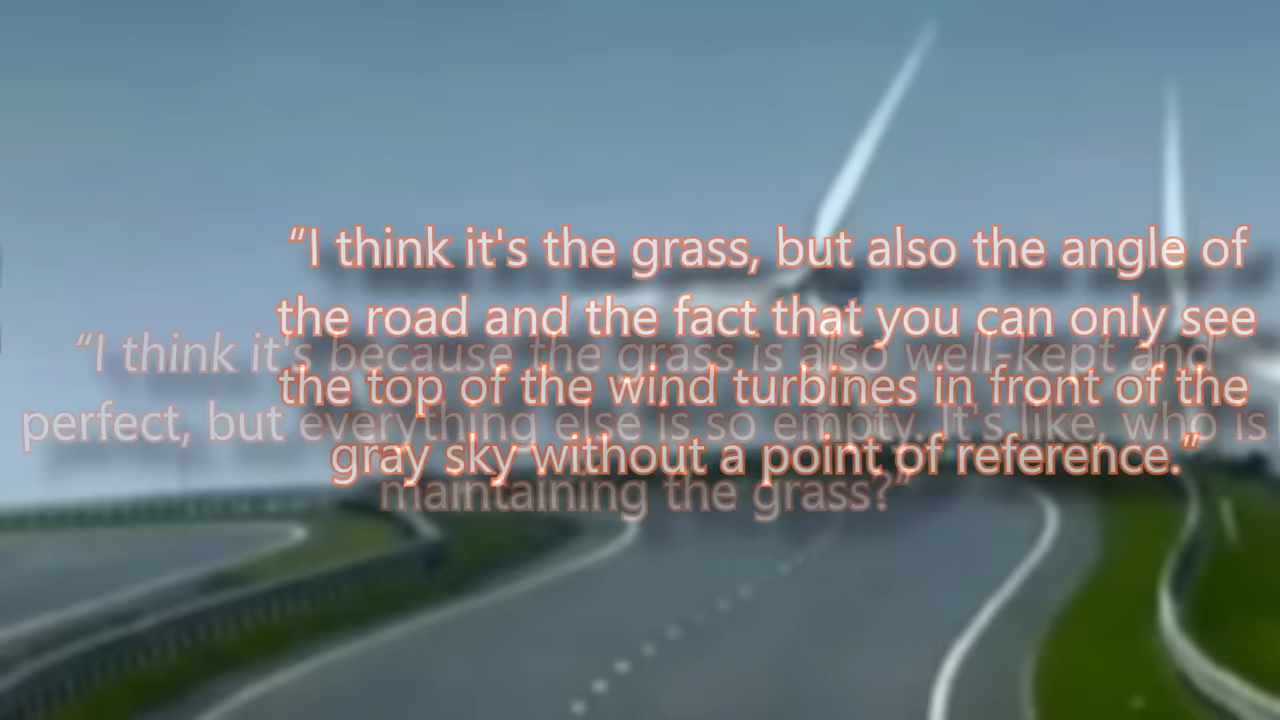 “I think it's the grass, but also the angle of
the road and the fact that you can only see
the top of the wind turbines in front of the
gray sky without a point of reference.”
“I think it's because the grass is also well-kept and
perfect, but everything else is so empty. It's like, who is
maintaining the grass?”